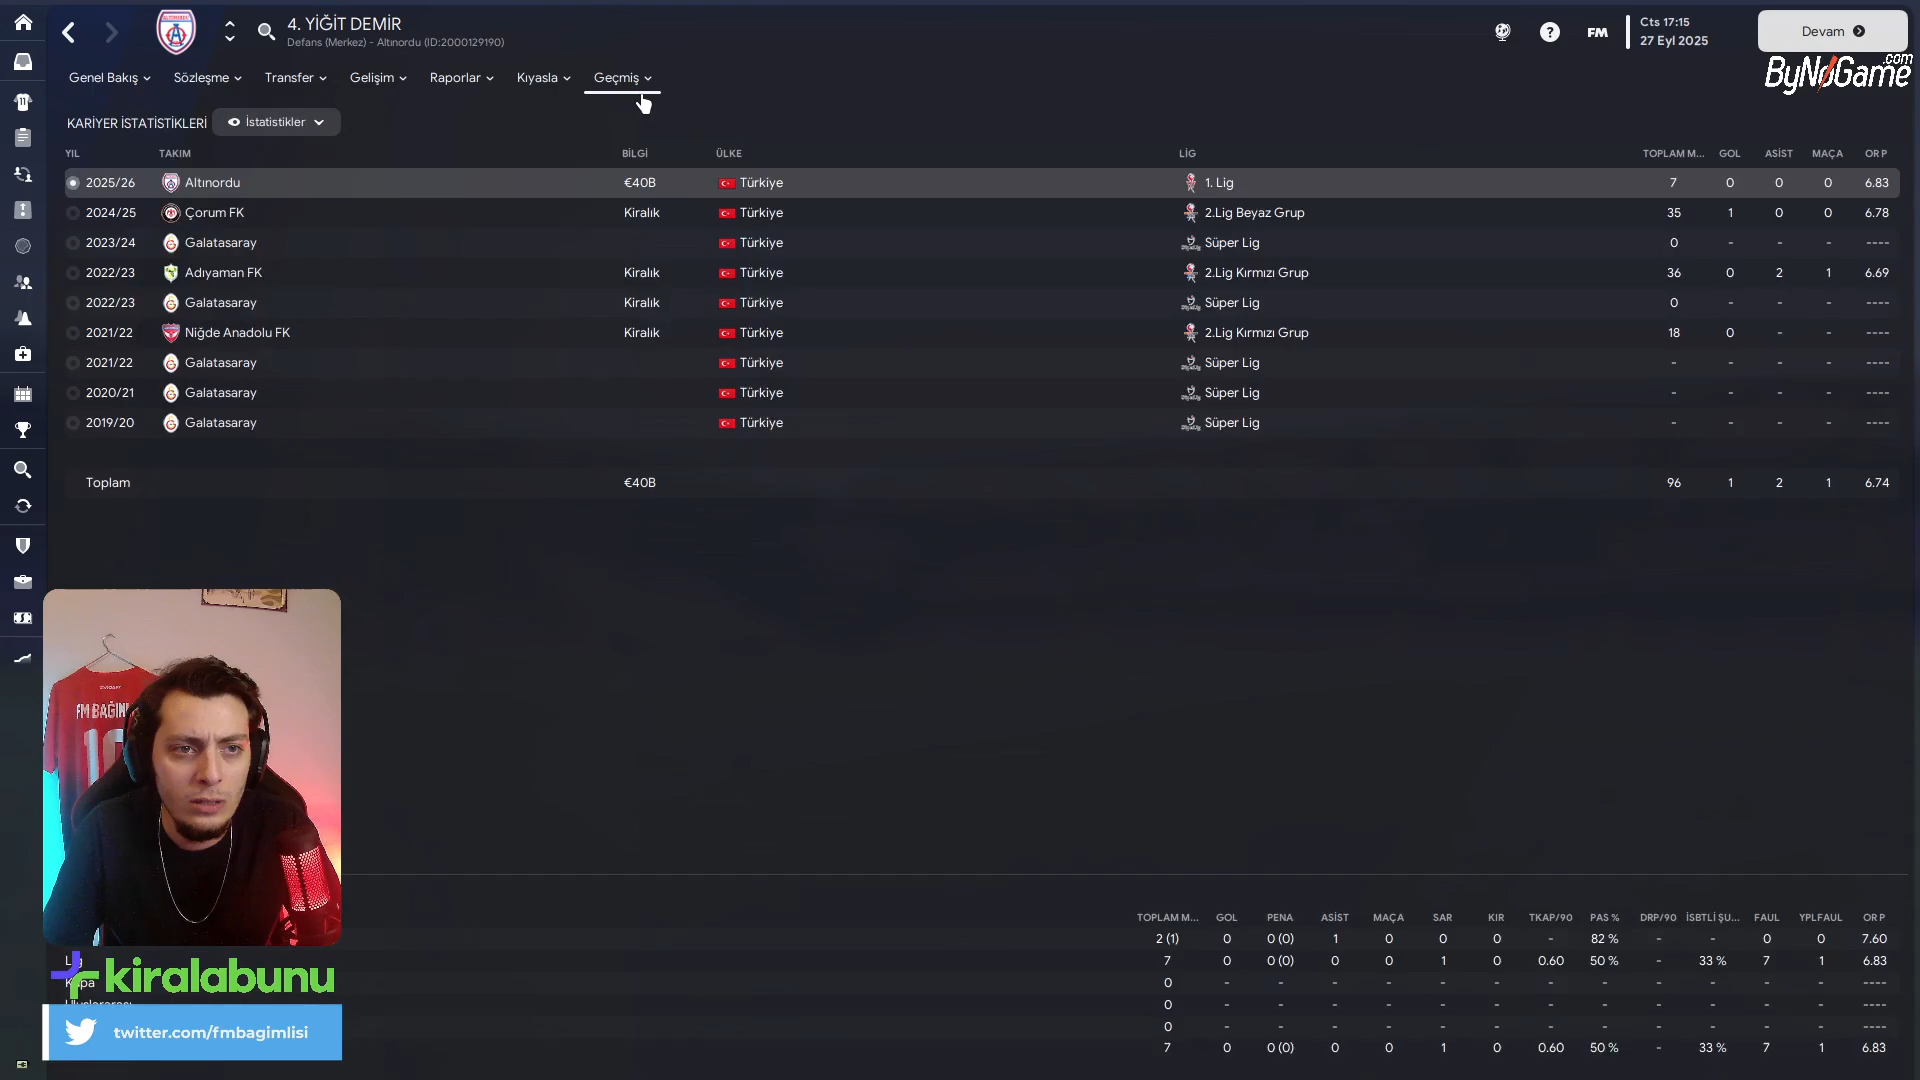 4. YİĞİT DEMİR
Defans (Merkez) - Altınordu (ID:2000129190)
FM
Cts 17:15
27 Eyl 2025
Devam
ByNoGame.com
Genel Bakış
Sözleşme
Transfer
Gelişim
Raporlar
Kıyasla
Geçmiş
KARİYER İSTATİSTİKLERİ
İstatistikler
YIL TAKIM BİLGİ ÜLKE LİG TOPLAM M... GOL ASİST MAÇA OR P
2025/26 Altınordu €40B Türkiye 1. Lig 7 0 0 0 6.83
2024/25 Çorum FK Kiralık Türkiye 2.Lig Beyaz Grup 35 1 0 0 6.78
2023/24 Galatasaray Türkiye Süper Lig 0 - - - ----
2022/23 Adıyaman FK Kiralık Türkiye 2.Lig Kırmızı Grup 36 0 2 1 6.69
2022/23 Galatasaray Kiralık Türkiye Süper Lig 0 - - - ----
2021/22 Niğde Anadolu FK Kiralık Türkiye 2.Lig Kırmızı Grup 18 0 - - ----
2021/22 Galatasaray Türkiye Süper Lig - - - - ----
2020/21 Galatasaray Türkiye Süper Lig - - - - ----
2019/20 Galatasaray Türkiye Süper Lig - - - - ----
Toplam €40B 96 1 2 1 6.74
FM BAĞIN
10
TOPLAM M... GOL PENA ASİST MAÇA SAR KIR TKAP/90 PAS % DRP/90 İSBTLİ ŞU... FAUL YPLFAUL OR P
2 (1) 0 0 (0) 1 0 0 0 - 82 % - - 0 0 7.60
Lig 7 0 0 (0) 0 0 1 0 0.60 50 % - 33 % 7 1 6.83
Kupa 0 - - - - - - - - - - - - ----
0 - - - - - - - - - - - - ----
0 - - - - - - - - - - - - ----
7 0 0 (0) 0 0 1 0 0.60 50 % - 33 % 7 1 6.83
kiralabunu
twitter.com/fmbagimlisi